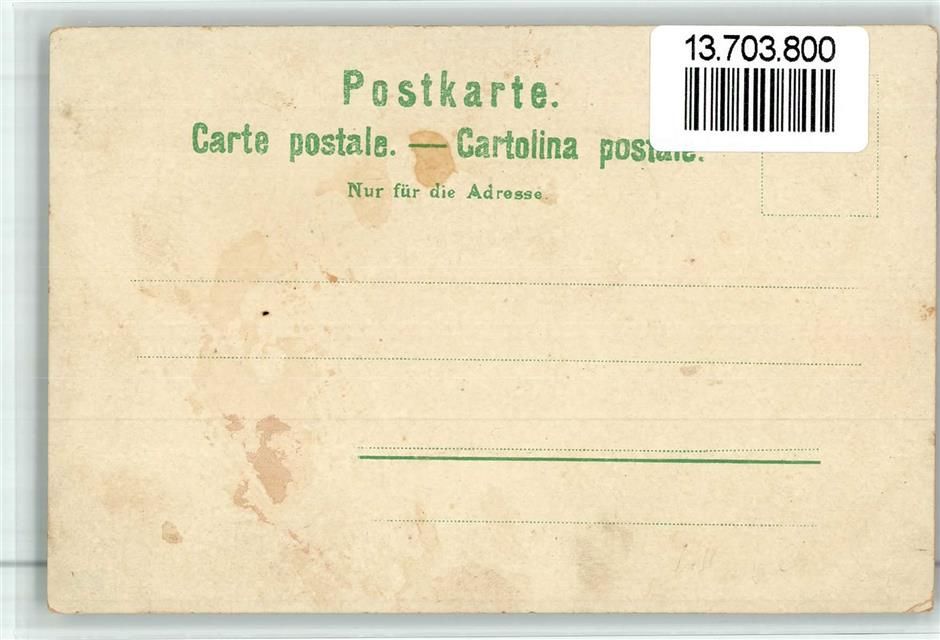 13.703.800
Postkarte.
Carte postale. — Cartolina postale.
Nur für die Adresse.